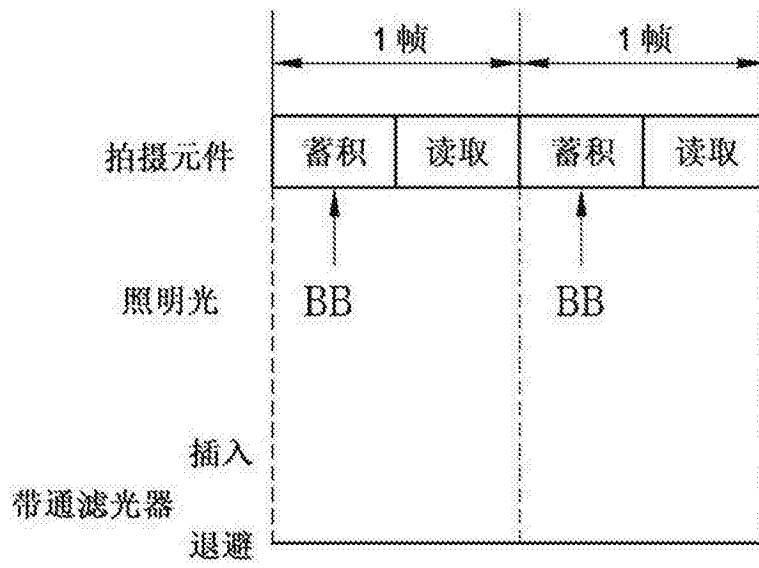 1 帧 1 帧
拍摄元件 蓄积 读取 蓄积 读取
照明光 BB BB
插入
带通滤光器
退避